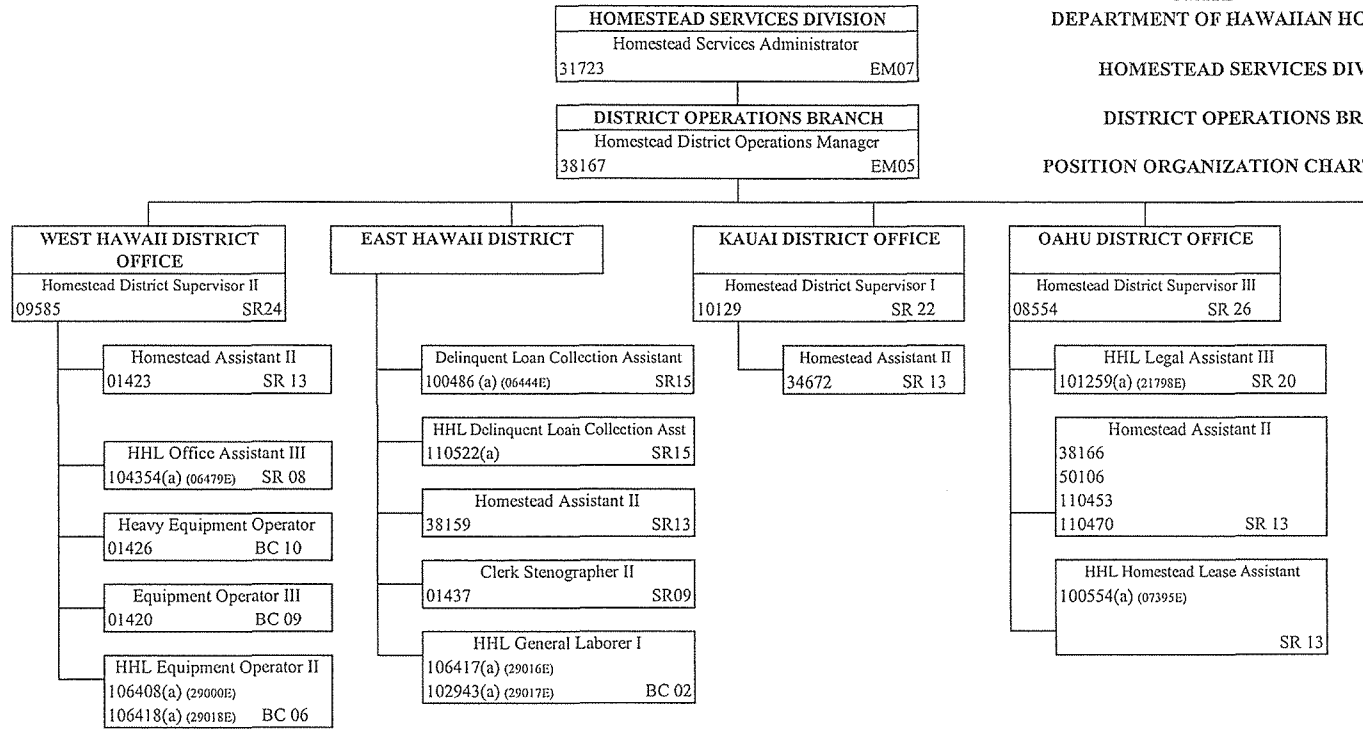 HOMESTEAD SERVICES DIVISION
Homestead Services Administrator
31723 EM07
DISTRICT OPERATIONS BRANCH
Homestead District Operations Manager
38167 EM05
DEPARTMENT OF HAWAIIAN HO
HOMESTEAD SERVICES DIV
DISTRICT OPERATIONS BR
POSITION ORGANIZATION CHAR
WEST HAWAII DISTRICT
OFFICE
Homestead District Supervisor II
09585 SR24
Homestead Assistant II
01423 SR 13
HHL Office Assistant III
104354(a) (06479E) SR 08
Heavy Equipment Operator
01426 BC 10
Equipment Operator III
01420 BC 09
HHL Equipment Operator II
106408(a) (29000E)
106418(a) (29018E) BC 06
EAST HAWAII DISTRICT
Delinquent Loan Collection Assistant
100486 (a) (06444E) SR15
HHL Delinquent Loan Collection Asst
110522(a) SR15
Homestead Assistant II
38159 SR13
Clerk Stenographer II
01437 SR09
HHL General Laborer I
106417(a) (29016E)
102943(a) (29017E) BC 02
KAUAI DISTRICT OFFICE
Homestead District Supervisor I
10129 SR 22
Homestead Assistant II
34672 SR 13
OAHU DISTRICT OFFICE
Homestead District Supervisor III
08554 SR 26
HHL Legal Assistant III
101259(a) (21798E) SR 20
Homestead Assistant II
38166
50106
110453
110470 SR 13
HHL Homestead Lease Assistant
100554(a) (07395E)
SR 13